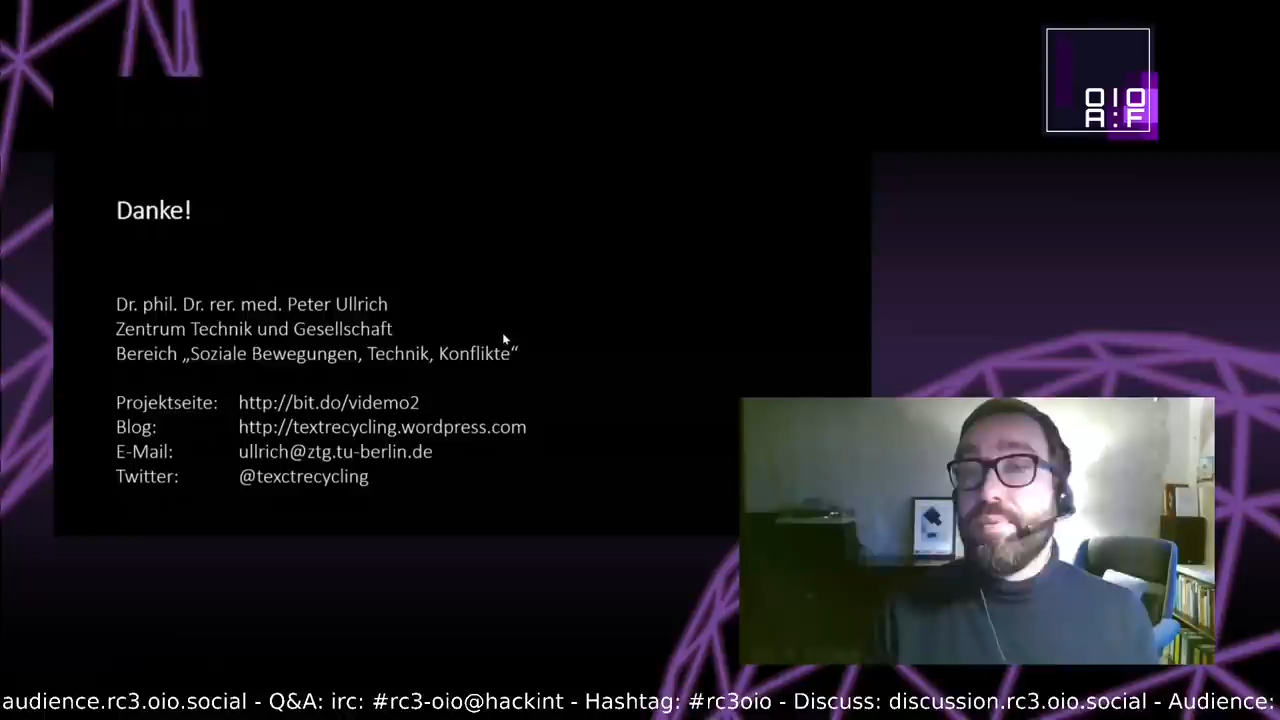 OIO
A:F
Danke!
Dr. phil. Dr. rer. med. Peter Ullrich
Zentrum Technik und Gesellschaft
Bereich „Soziale Bewegungen, Technik, Konflikte“
Projektseite: http://bit.do/videmo2
Blog: http://textrecycling.wordpress.com
E-Mail: ullrich@ztg.tu-berlin.de
Twitter: @texctrecycling
audience.rc3.oio.social - Q&A: irc: #rc3-oio@hackint - Hashtag: #rc3oio - Discuss: discussion.rc3.oio.social - Audience: